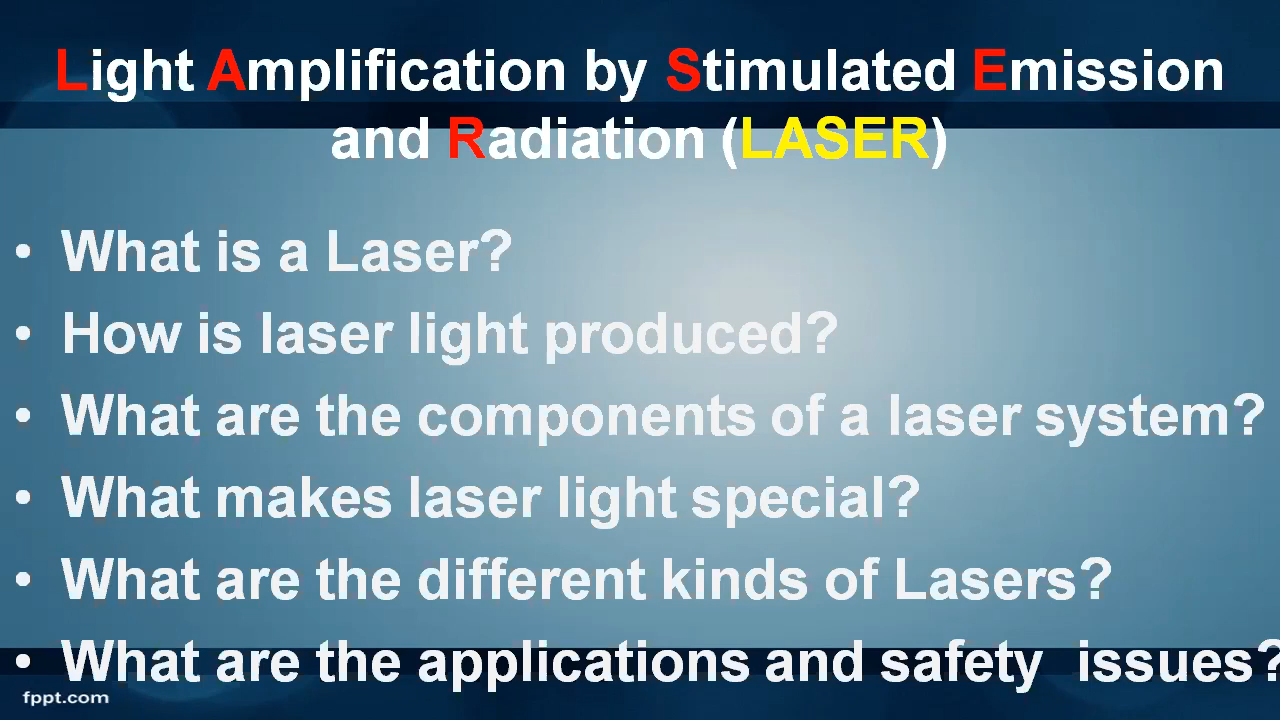 Light Amplification by Stimulated Emission
and Radiation (LASER)
• What is a Laser?
• How is laser light produced?
• What are the components of a laser system?
• What makes laser light special?
• What are the different kinds of Lasers?
• What are the applications and safety  issues?
fppt.com